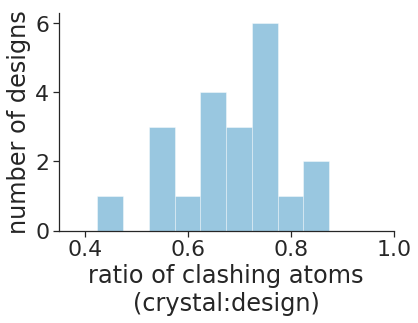 number of designs
6
4
2
0
0.4 0.6 0.8 1.0
ratio of clashing atoms
(crystal:design)